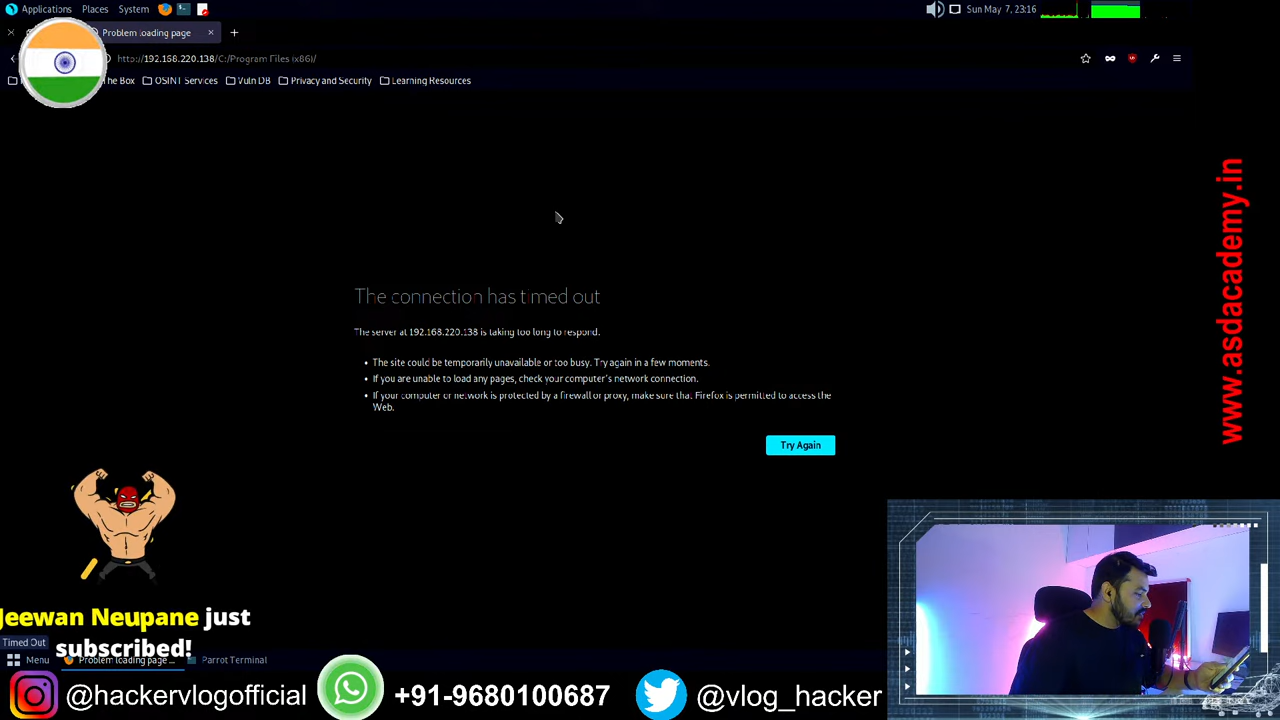 Applications Places System
Sun May 7, 23:16
Problem loading page
http://192.168.220.138/C:/Program Files (x86)/
he Box OSINT Services Vuln DB Privacy and Security Learning Resources
The connection has timed out
The server at 192.168.220.138 is taking too long to respond.
• The site could be temporarily unavailable or too busy. Try again in a few moments.
• If you are unable to load any pages, check your computer's network connection.
• If your computer or network is protected by a firewall or proxy, make sure that Firefox is permitted to access the
Web.
Try Again
www.asdacademy.in
Jeewan Neupane just
subscribed!
Timed Out
Menu Problem loading page ... Parrot Terminal
@hackervlogofficial +91-9680100687 @vlog_hacker